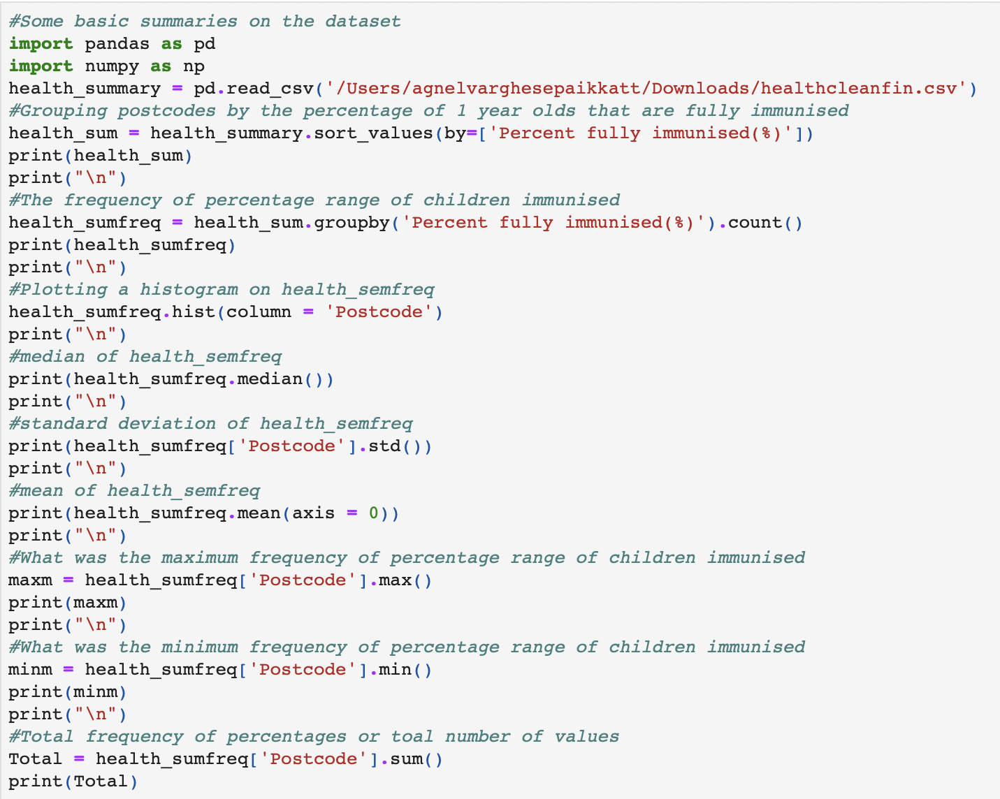 #Some basic summaries on the dataset
import pandas as pd
import numpy as np
health_summary = pd.read_csv('/Users/agnelvarghesepaikkatt/Downloads/healthcleanfin.csv')
#Grouping postcodes by the percentage of 1 year olds that are fully immunised
health_sum = health_summary.sort_values(by=['Percent fully immunised(%)'])
print(health_sum)
print("\n")
#The frequency of percentage range of children immunised
health_sumfreq = health_sum.groupby('Percent fully immunised(%)').count()
print(health_sumfreq)
print("\n")
#Plotting a histogram on health_semfreq
health_sumfreq.hist(column = 'Postcode')
print("\n")
#median of health_semfreq
print(health_sumfreq.median())
print("\n")
#standard deviation of health_semfreq
print(health_sumfreq['Postcode'].std())
print("\n")
#mean of health_semfreq
print(health_sumfreq.mean(axis = 0))
print("\n")
#What was the maximum frequency of percentage range of children immunised
maxm = health_sumfreq['Postcode'].max()
print(maxm)
print("\n")
#What was the minimum frequency of percentage range of children immunised
minm = health_sumfreq['Postcode'].min()
print(minm)
print("\n")
#Total frequency of percentages or toal number of values
Total = health_sumfreq['Postcode'].sum()
print(Total)